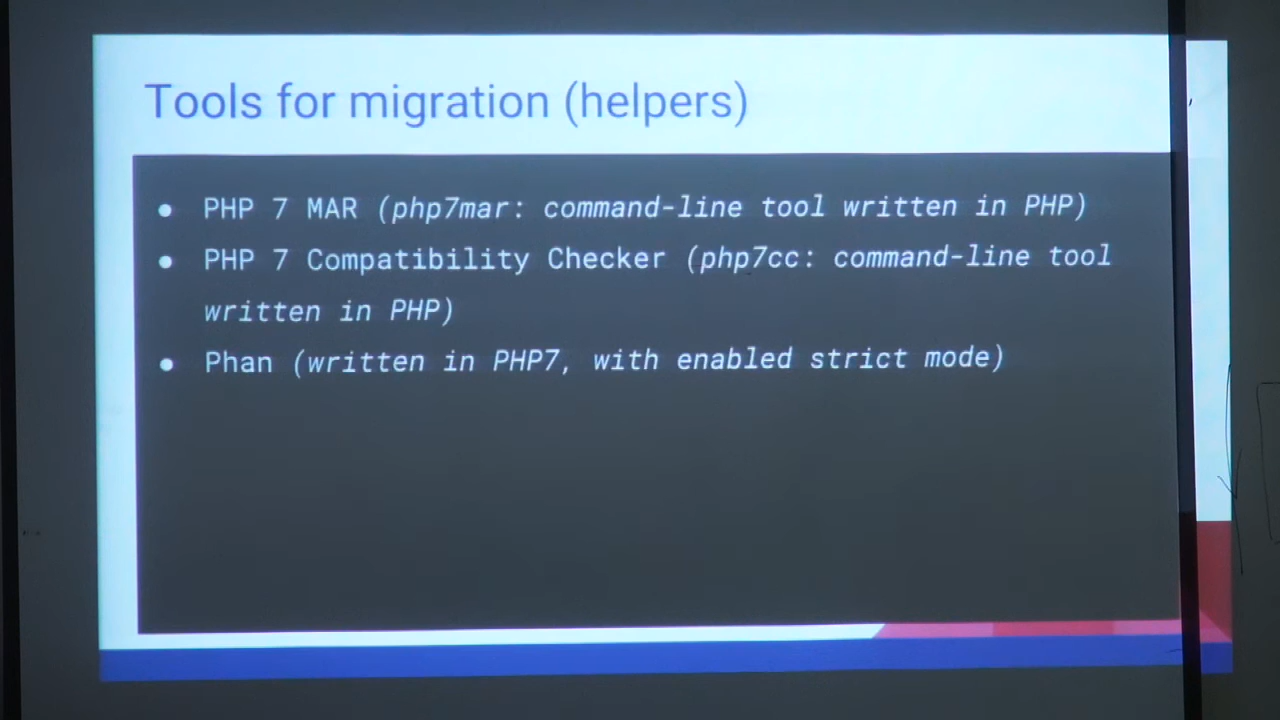 Tools for migration (helpers)
● PHP 7 MAR (php7mar: command-line tool written in PHP)
● PHP 7 Compatibility Checker (php7cc: command-line tool
written in PHP)
● Phan (written in PHP7, with enabled strict mode)